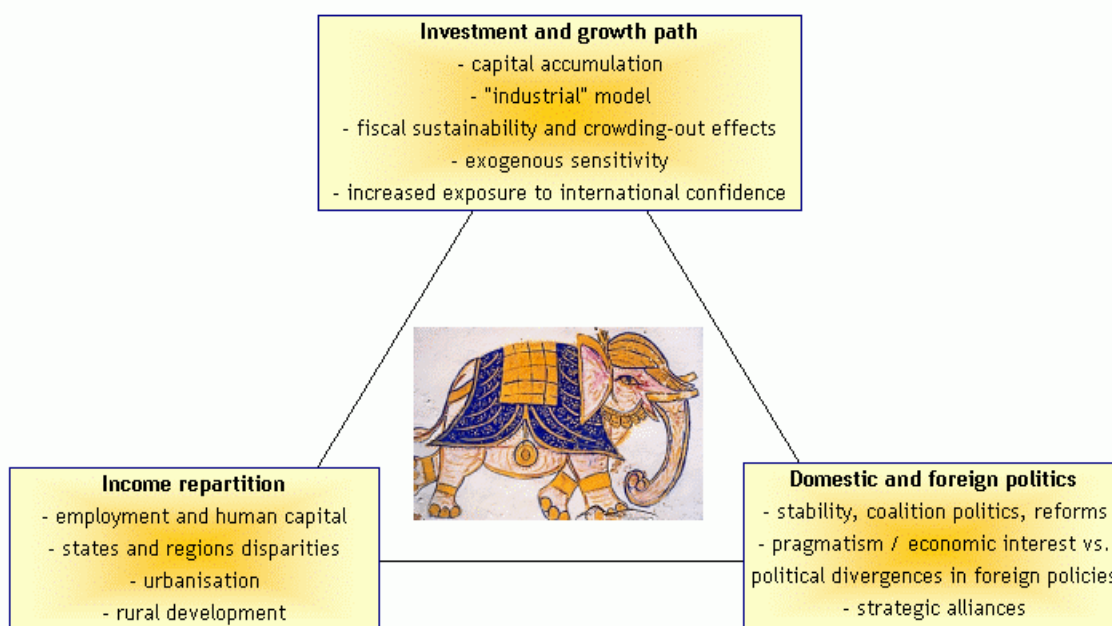 Investment and growth path
- capital accumulation
- "industrial" model
- fiscal sustainability and crowding-out effects
- exogenous sensitivity
- increased exposure to international confidence
Income repartition
- employment and human capital
- states and regions disparities
- urbanisation
- rural development
Domestic and foreign politics
- stability, coalition politics, reforms
- pragmatism / economic interest vs.
political divergences in foreign policies
- strategic alliances